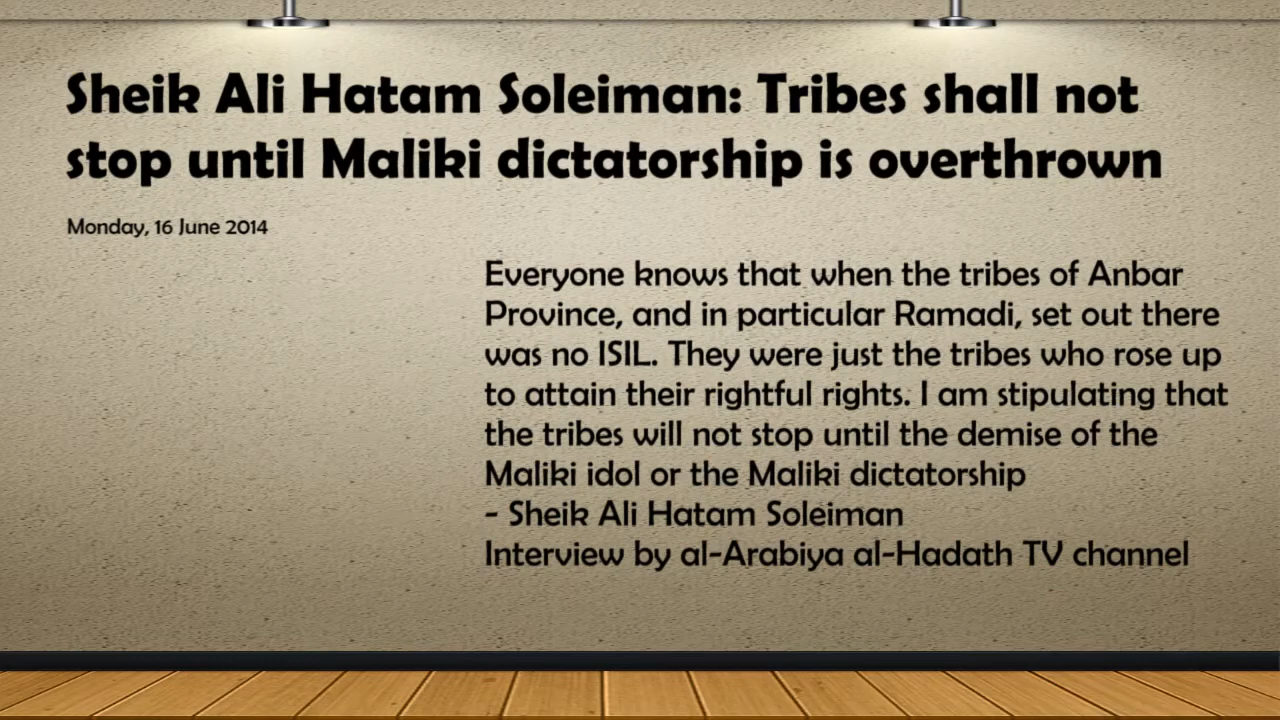 Sheik Ali Hatam Soleiman: Tribes shall not
stop until Maliki dictatorship is overthrown
Monday, 16 June 2014
Everyone knows that when the tribes of Anbar
Province, and in particular Ramadi, set out there
was no ISIL. They were just the tribes who rose up
to attain their rightful rights. I am stipulating that
the tribes will not stop until the demise of the
Maliki idol or the Maliki dictatorship
- Sheik Ali Hatam Soleiman
Interview by al-Arabiya al-Hadath TV channel